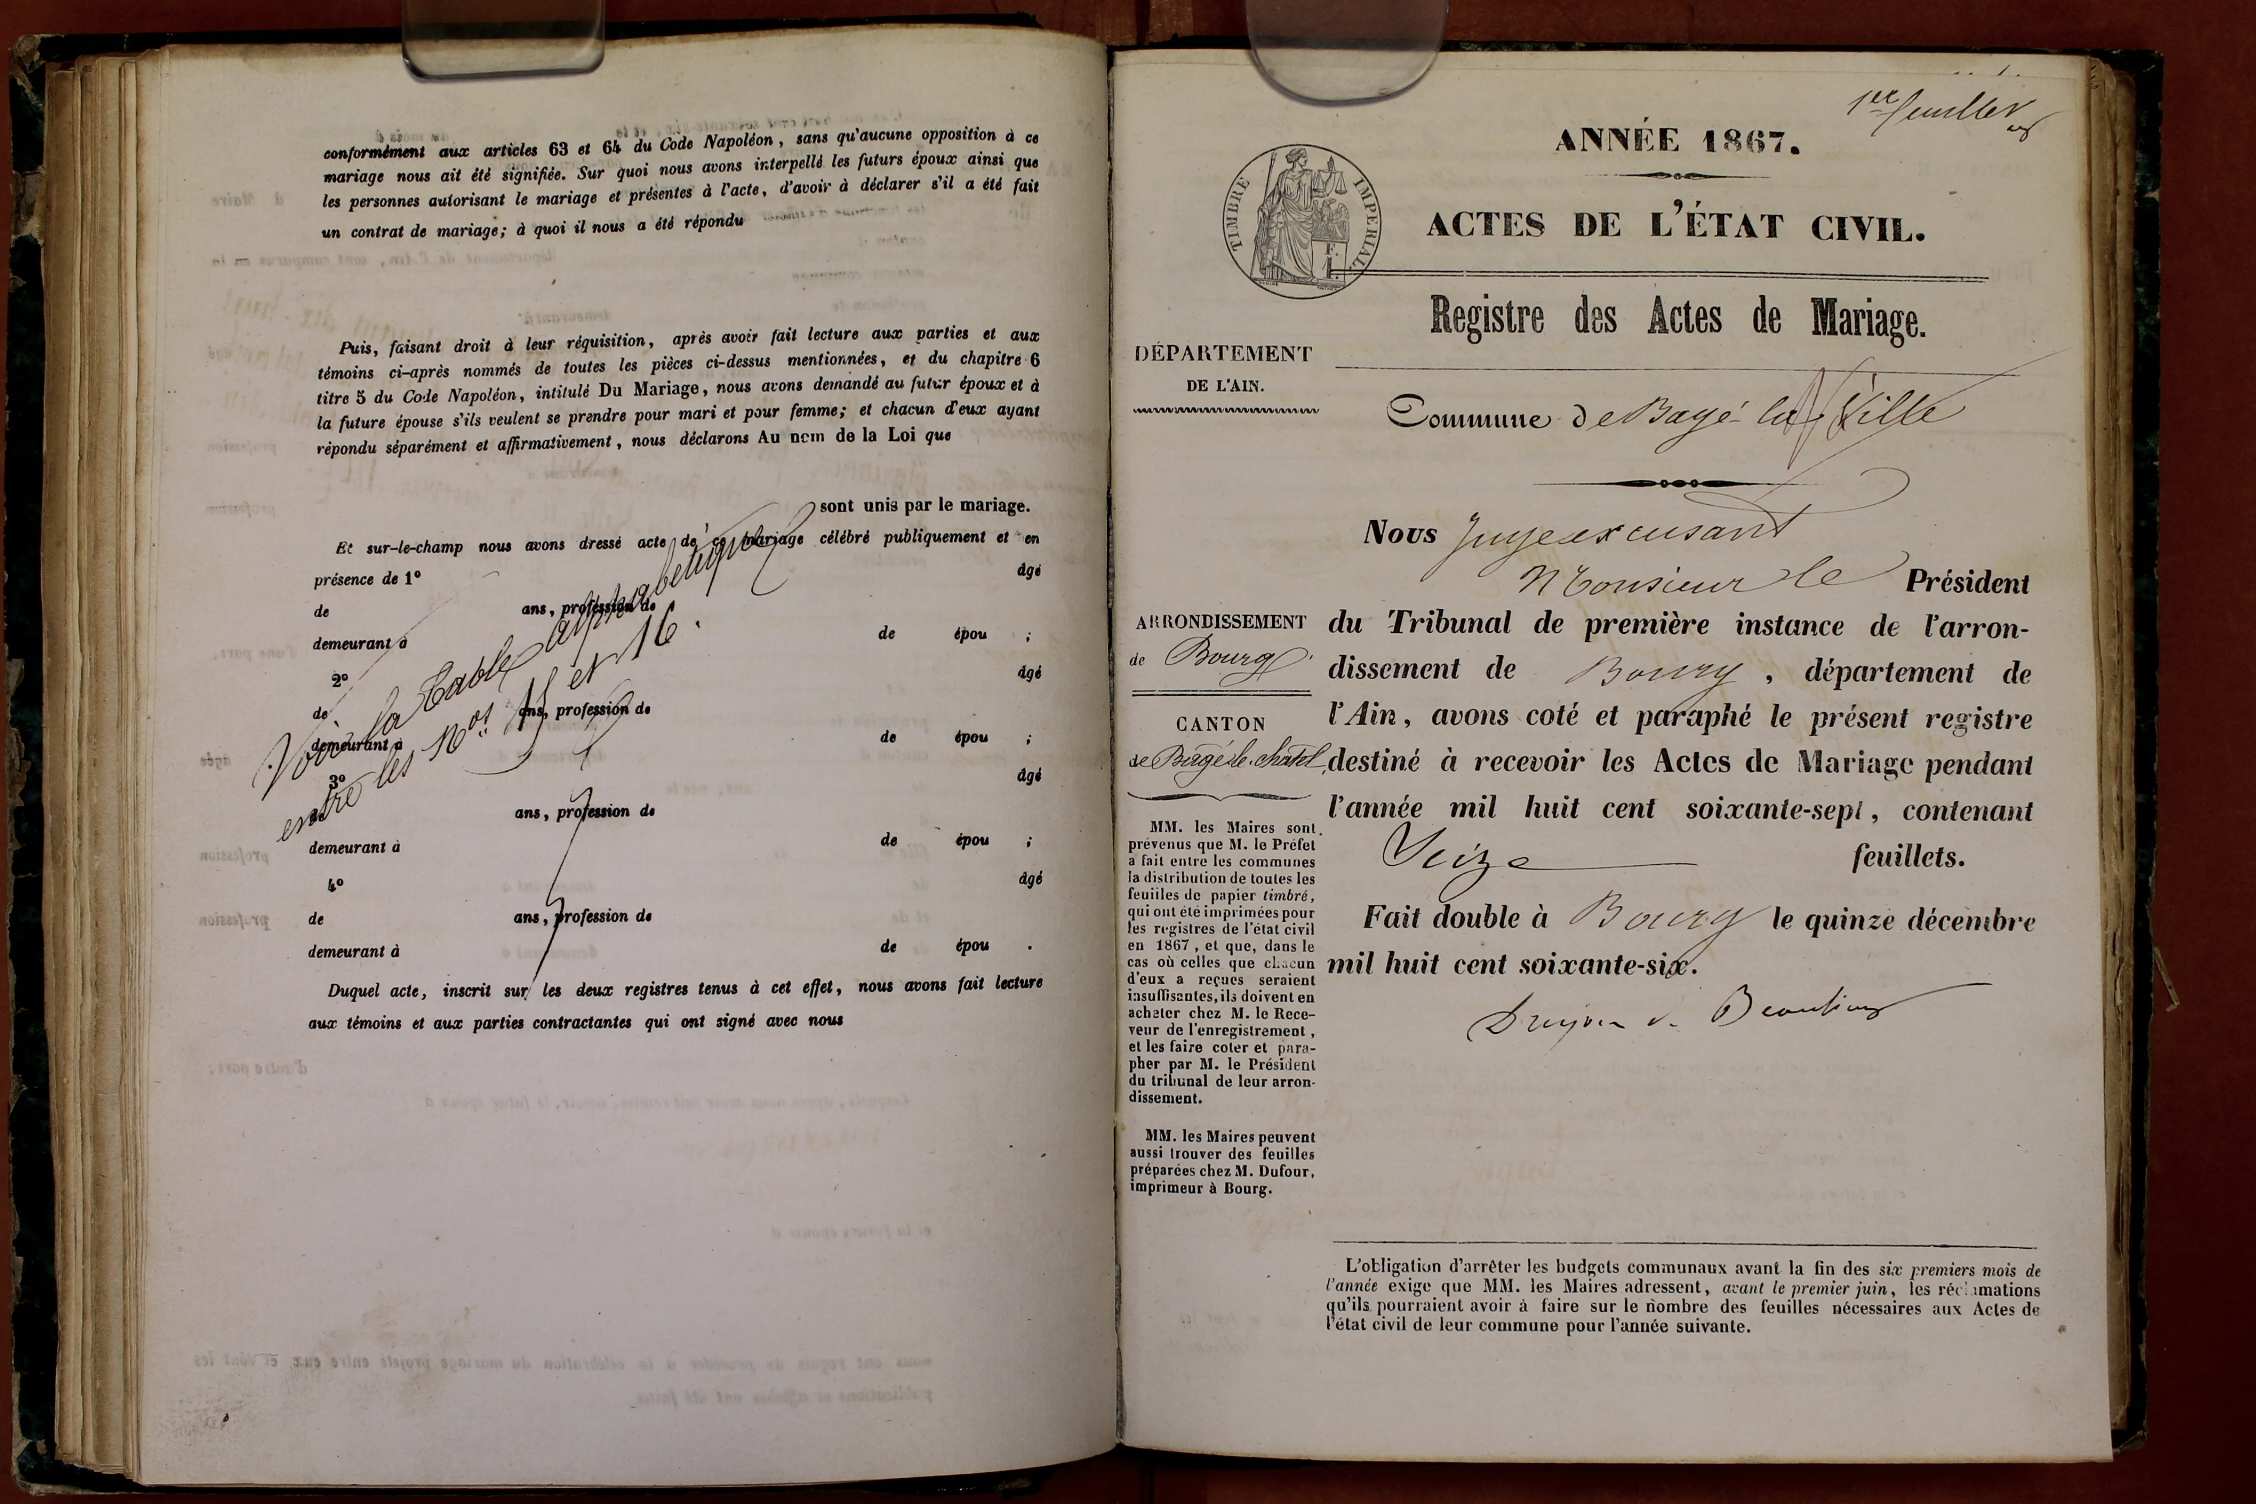 conformément aux articles 63 et 64 du Code Napoléon, sans qu'aucune opposition à ce
mariage nous ait été signifiée. Sur quoi nous avons interpellé les futurs époux ainsi que
les personnes autorisant le mariage et présentes à l'acte, d'avoir à déclarer s'il a été fait
un contrat de mariage; à quoi il nous a été répondu
Puis, faisant droit à leur réquisition, après avoir fait lecture aux parties et aux
témoins ci-après nommés de toutes les pièces ci-dessus mentionnées, et du chapitre 6
titre 5 du Code Napoléon, intitulé Du Mariage, nous avons demandé au futur époux et à
la future épouse s'ils veulent se prendre pour mari et pour femme; et chacun d'eux ayant
répondu séparément et affirmativement, nous déclarons Au nom de la Loi que
sont unis par le mariage.
Et sur-le-champ nous avons dressé acte de ce mariage célébré publiquement et en
présence de 1° âgé
de ans, profession de
demeurant à de épou ;
2° âgé
de ans, profession de
demeurant à de épou ;
3° âgé
de ans, profession de
demeurant à de épou ;
4° âgé
de ans, profession de
demeurant à de épou .
Voir la Table alphabétique
entre les Nos 15 et 16.
Duquel acte, inscrit sur les deux registres tenus à cet effet, nous avons fait lecture
aux témoins et aux parties contractantes qui ont signé avec nous
1er feuillet
ANNÉE 1867.
TIMBRE IMPERIAL
F.
1.
ACTES DE L'ÉTAT CIVIL.
Registre des Actes de Mariage.
DÉPARTEMENT
DE L'AIN.
Commune de Bagé-la-Ville
ARRONDISSEMENT
de Bourg.
CANTON
de Bâgé-le-chatel.
MM. les Maires sont
prévenus que M. le Préfet
a fait entre les communes
la distribution de toutes les
feuilles de papier timbré,
qui ont été imprimées pour
les registres de l'état civil
en 1867, et que, dans le
cas où celles que chacun
d'eux a reçues seraient
insuffisantes, ils doivent en
acheter chez M. le Rece-
veur de l'enregistrement,
et les faire coter et para-
pher par M. le Président
du tribunal de leur arron-
dissement.
MM. les Maires peuvent
aussi trouver des feuilles
préparées chez M. Dufour,
imprimeur à Bourg.
Nous Juge excusant
Monsieur le Président
du Tribunal de première instance de l'arron-
dissement de Bourg, département de
l'Ain, avons coté et paraphé le présent registre
destiné à recevoir les Actes de Mariage pendant
l'année mil huit cent soixante-sept, contenant
Seize feuillets.
Fait double à Bourg le quinze décembre
mil huit cent soixante-six.
L'obligation d'arrêter les budgets communaux avant la fin des six premiers mois de
l'année exige que MM. les Maires adressent, avant le premier juin, les réclamations
qu'ils pourraient avoir à faire sur le nombre des feuilles nécessaires aux Actes de
l'état civil de leur commune pour l'année suivante.